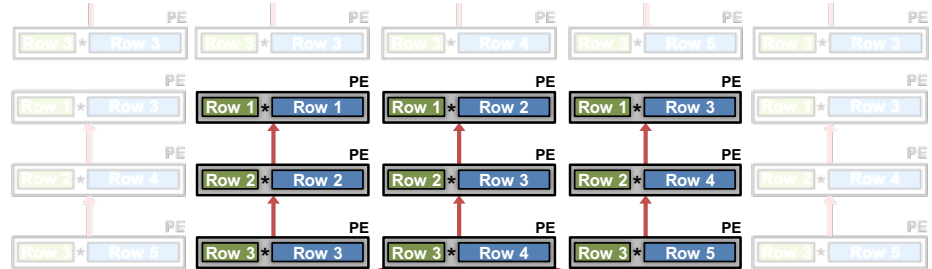 PE PE PE PE PE
Row 3 * Row 3 Row 3 * Row 3 Row 3 * Row 4 Row 3 * Row 5 Row 3 * Row 3
PE PE PE PE PE
Row 1 * Row 3 Row 1 * Row 1 Row 1 * Row 2 Row 1 * Row 3 Row 1 * Row 3
PE PE PE PE PE
Row 2 * Row 4 Row 2 * Row 2 Row 2 * Row 3 Row 2 * Row 4 Row 2 * Row 4
PE PE PE PE PE
Row 3 * Row 5 Row 3 * Row 3 Row 3 * Row 4 Row 3 * Row 5 Row 3 * Row 5